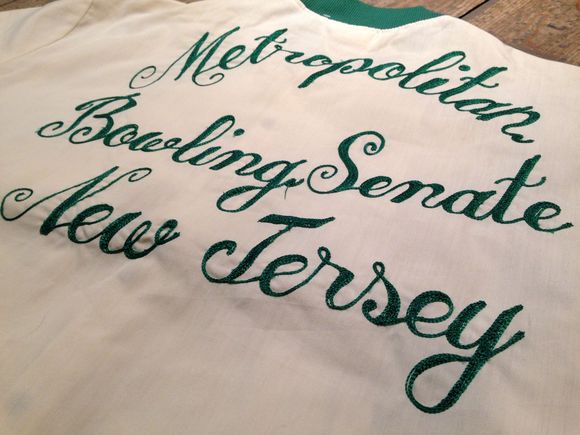 Metropolitan
Bowling Senate
New Jersey